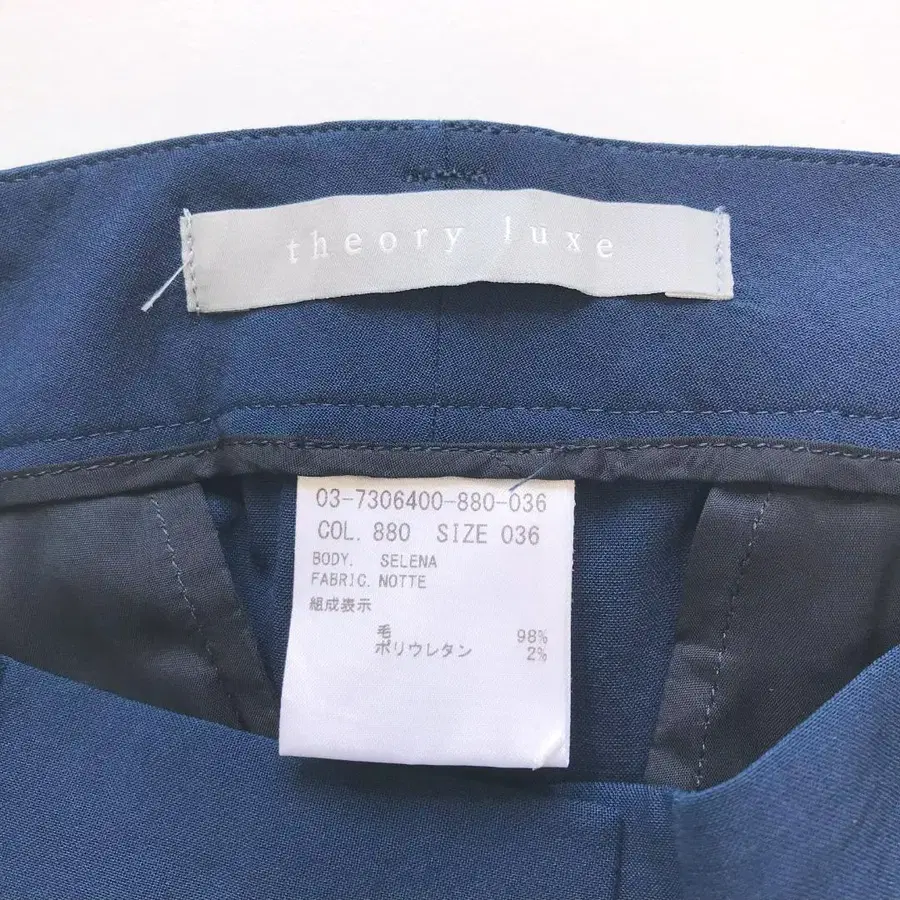 theory luxe
03-7306400-880-036
COL. 880 SIZE 036
BODY. SELENA
FABRIC. NOTTE
組成表示
毛 98%
ポリウレタン 2%